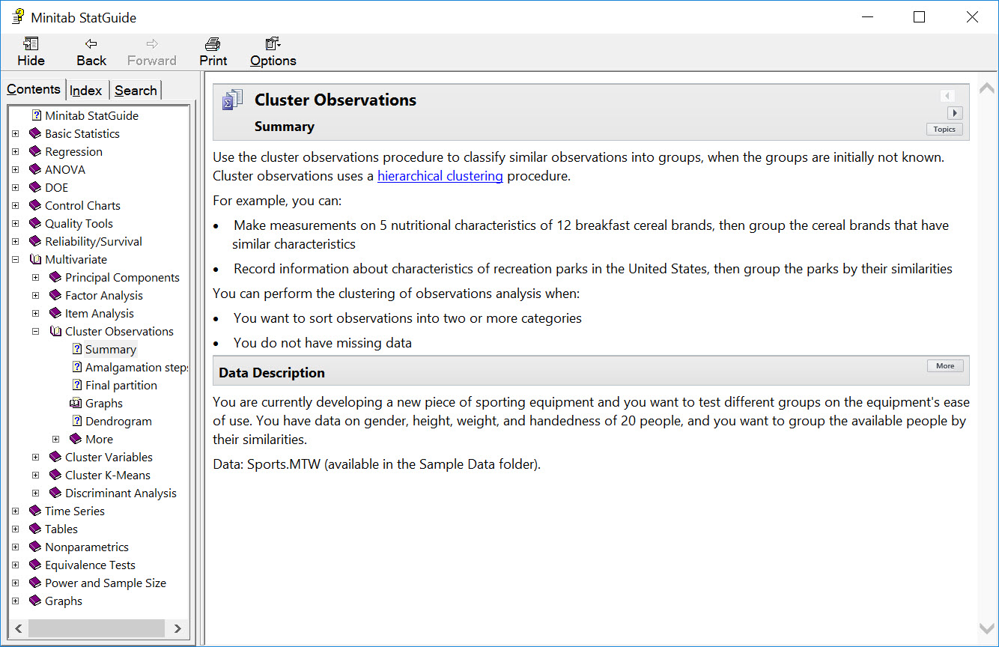 Minitab StatGuide
Hide Back Forward Print Options
Contents Index Search
Minitab StatGuide
Basic Statistics
Regression
ANOVA
DOE
Control Charts
Quality Tools
Reliability/Survival
Multivariate
Principal Components
Factor Analysis
Item Analysis
Cluster Observations
Summary
Amalgamation steps
Final partition
Graphs
Dendrogram
More
Cluster Variables
Cluster K-Means
Discriminant Analysis
Time Series
Tables
Nonparametrics
Equivalence Tests
Power and Sample Size
Graphs
Cluster Observations
Summary
Topics
Use the cluster observations procedure to classify similar observations into groups, when the groups are initially not known.
Cluster observations uses a hierarchical clustering procedure.
For example, you can:
• Make measurements on 5 nutritional characteristics of 12 breakfast cereal brands, then group the cereal brands that have
similar characteristics
• Record information about characteristics of recreation parks in the United States, then group the parks by their similarities
You can perform the clustering of observations analysis when:
• You want to sort observations into two or more categories
• You do not have missing data
Data Description
More
You are currently developing a new piece of sporting equipment and you want to test different groups on the equipment's ease
of use. You have data on gender, height, weight, and handedness of 20 people, and you want to group the available people by
their similarities.
Data: Sports.MTW (available in the Sample Data folder).